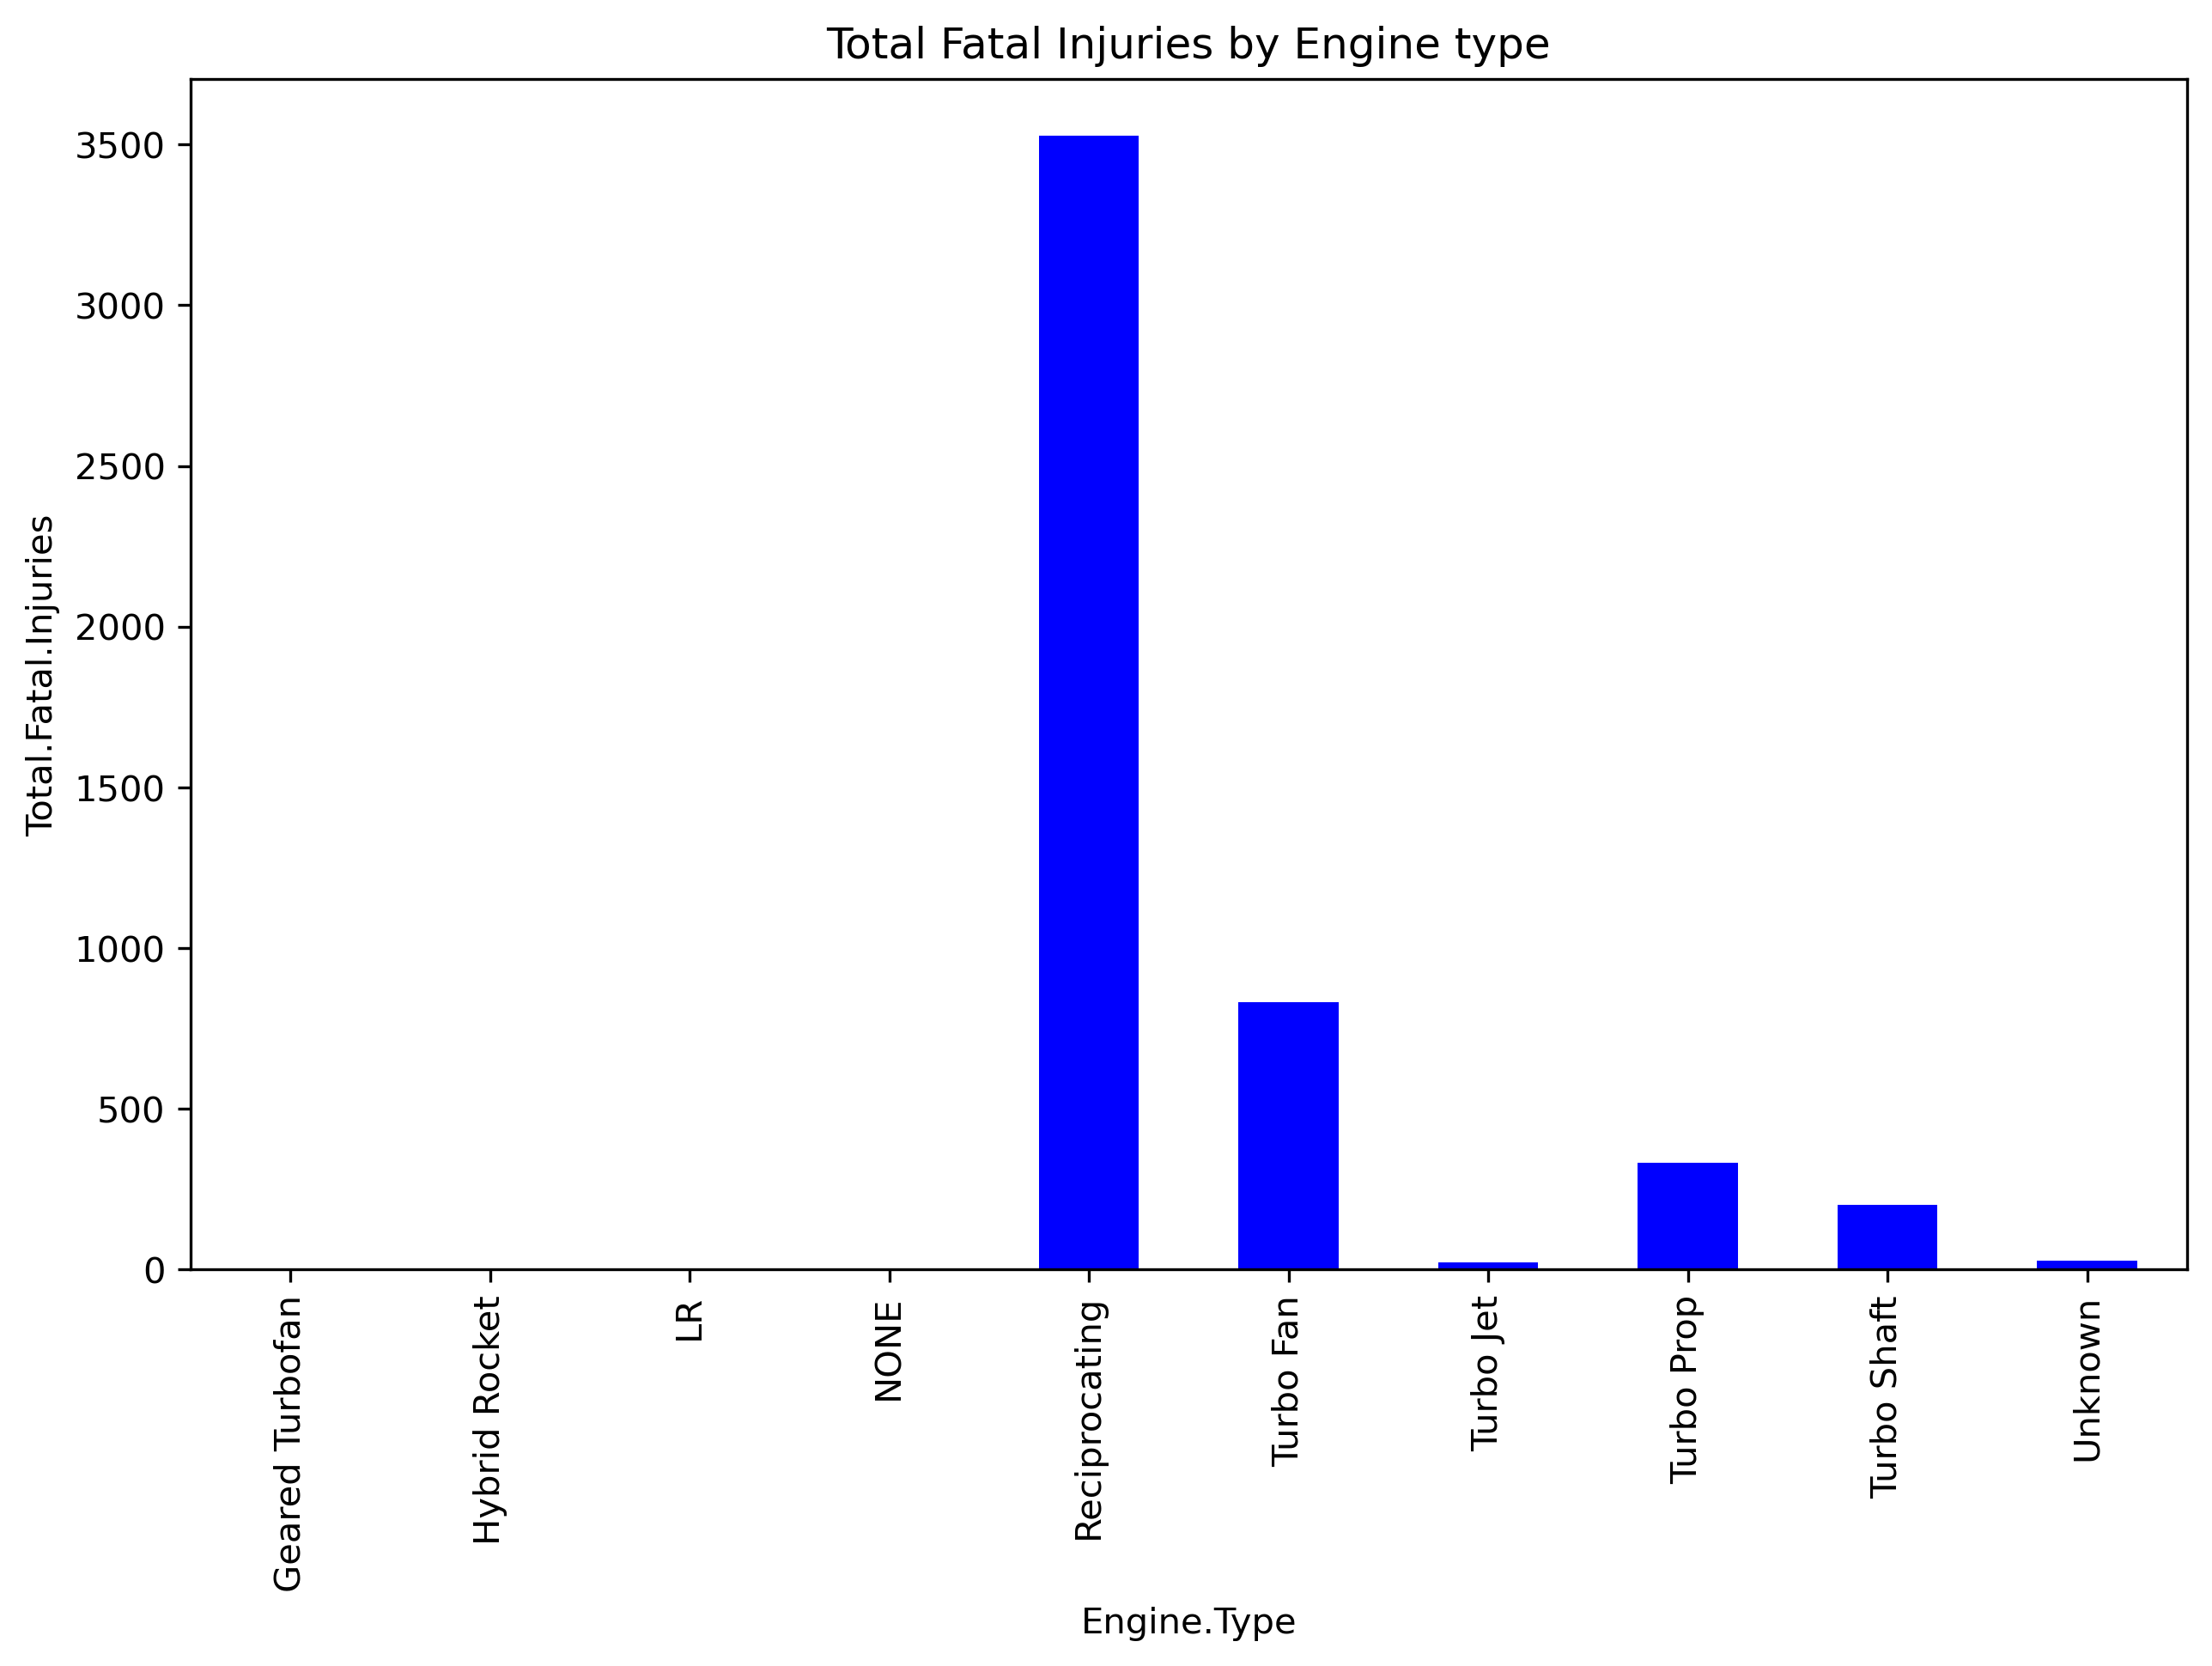 Total Fatal Injuries by Engine type
Total.Fatal.Injuries
3500
3000
2500
2000
1500
1000
500
0
Geared Turbofan
Hybrid Rocket
LR
NONE
Reciprocating
Turbo Fan
Turbo Jet
Turbo Prop
Turbo Shaft
Unknown
Engine.Type